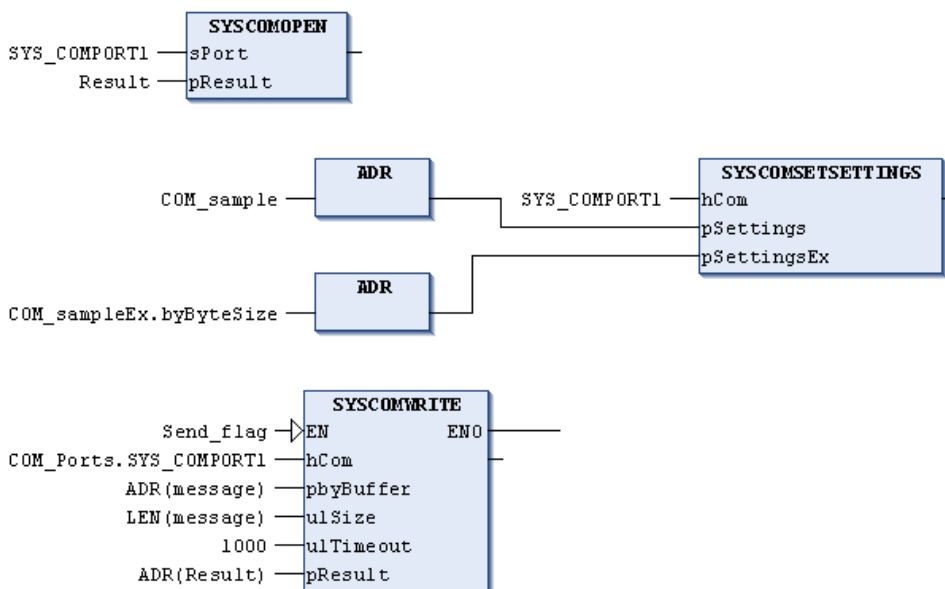 SYSCOMOPEN
SYS_COMPORT1 sPort
Result pResult
ADR SYSCOMSETSETTINGS
COM_sample SYS_COMPORT1 hCom
pSettings
ADR pSettingsEx
COM_sampleEx.byByteSize
SYSCOMWRITE
Send_flag EN ENO
COM_Ports.SYS_COMPORT1 hCom
ADR(message) pbyBuffer
LEN(message) ulSize
1000 ulTimeout
ADR(Result) pResult